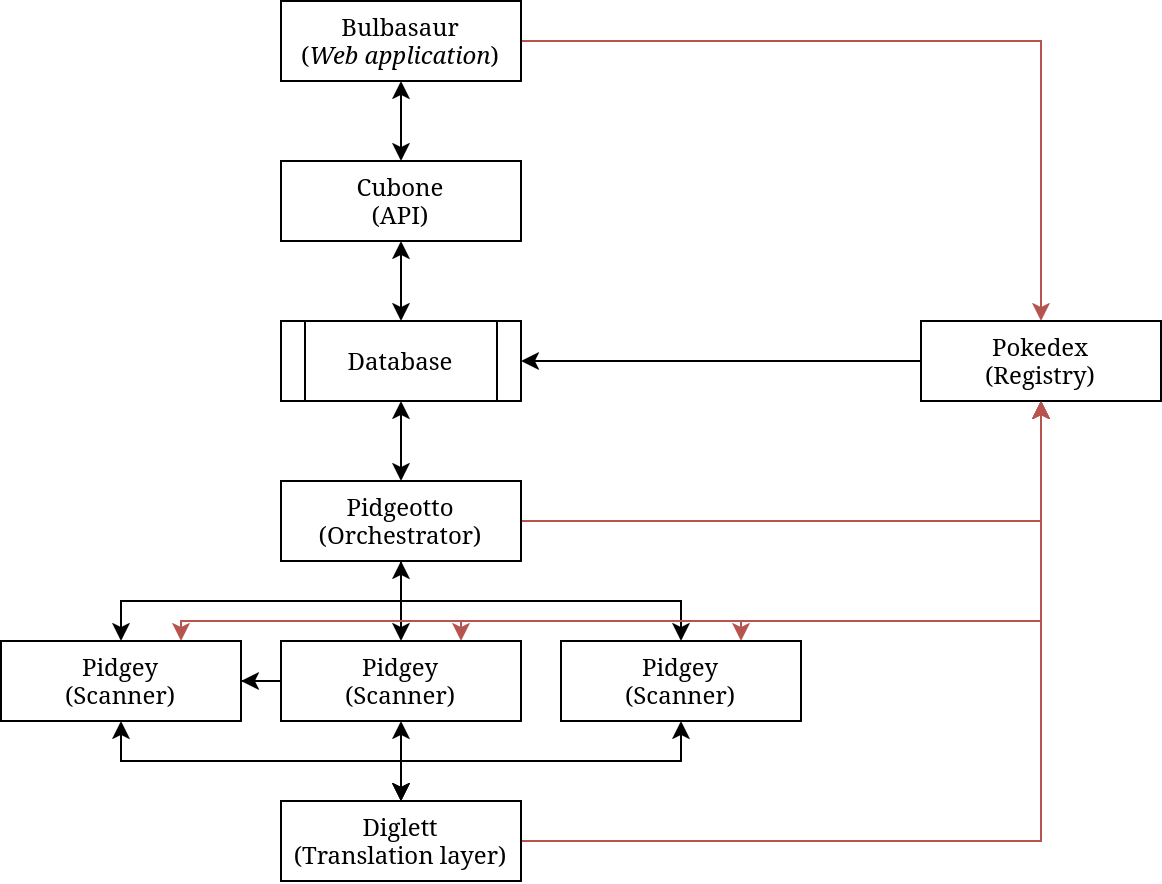 Bulbasaur
(Web application)
Cubone
(API)
Database
Pokedex
(Registry)
Pidgeotto
(Orchestrator)
Pidgey
(Scanner)
Pidgey
(Scanner)
Pidgey
(Scanner)
Diglett
(Translation layer)